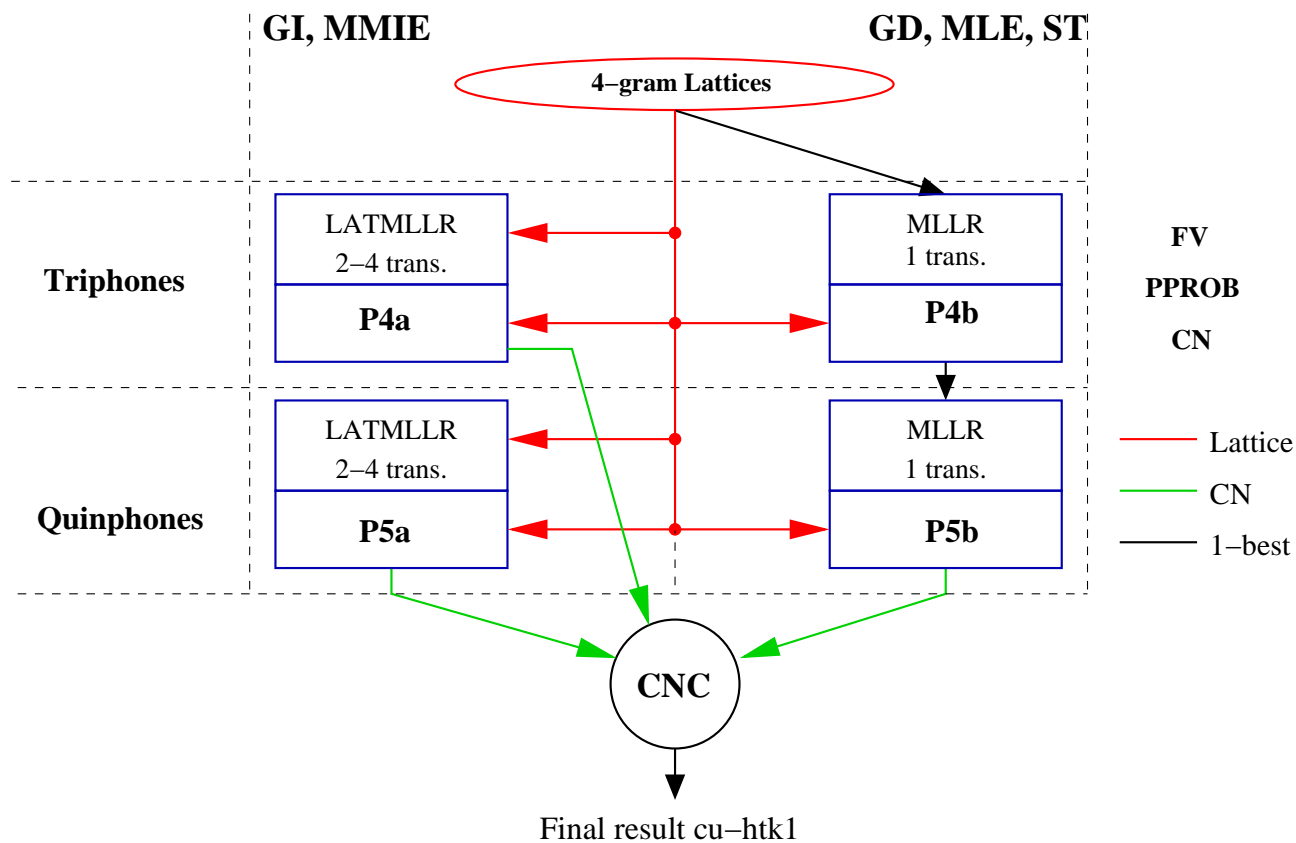 GI, MMIE
GD, MLE, ST
4−gram Lattices
Triphones
LATMLLR
2−4 trans.
P4a
MLLR
1 trans.
P4b
FV
PPROB
CN
Quinphones
LATMLLR
2−4 trans.
P5a
MLLR
1 trans.
P5b
Lattice
CN
1−best
CNC
Final result cu−htk1